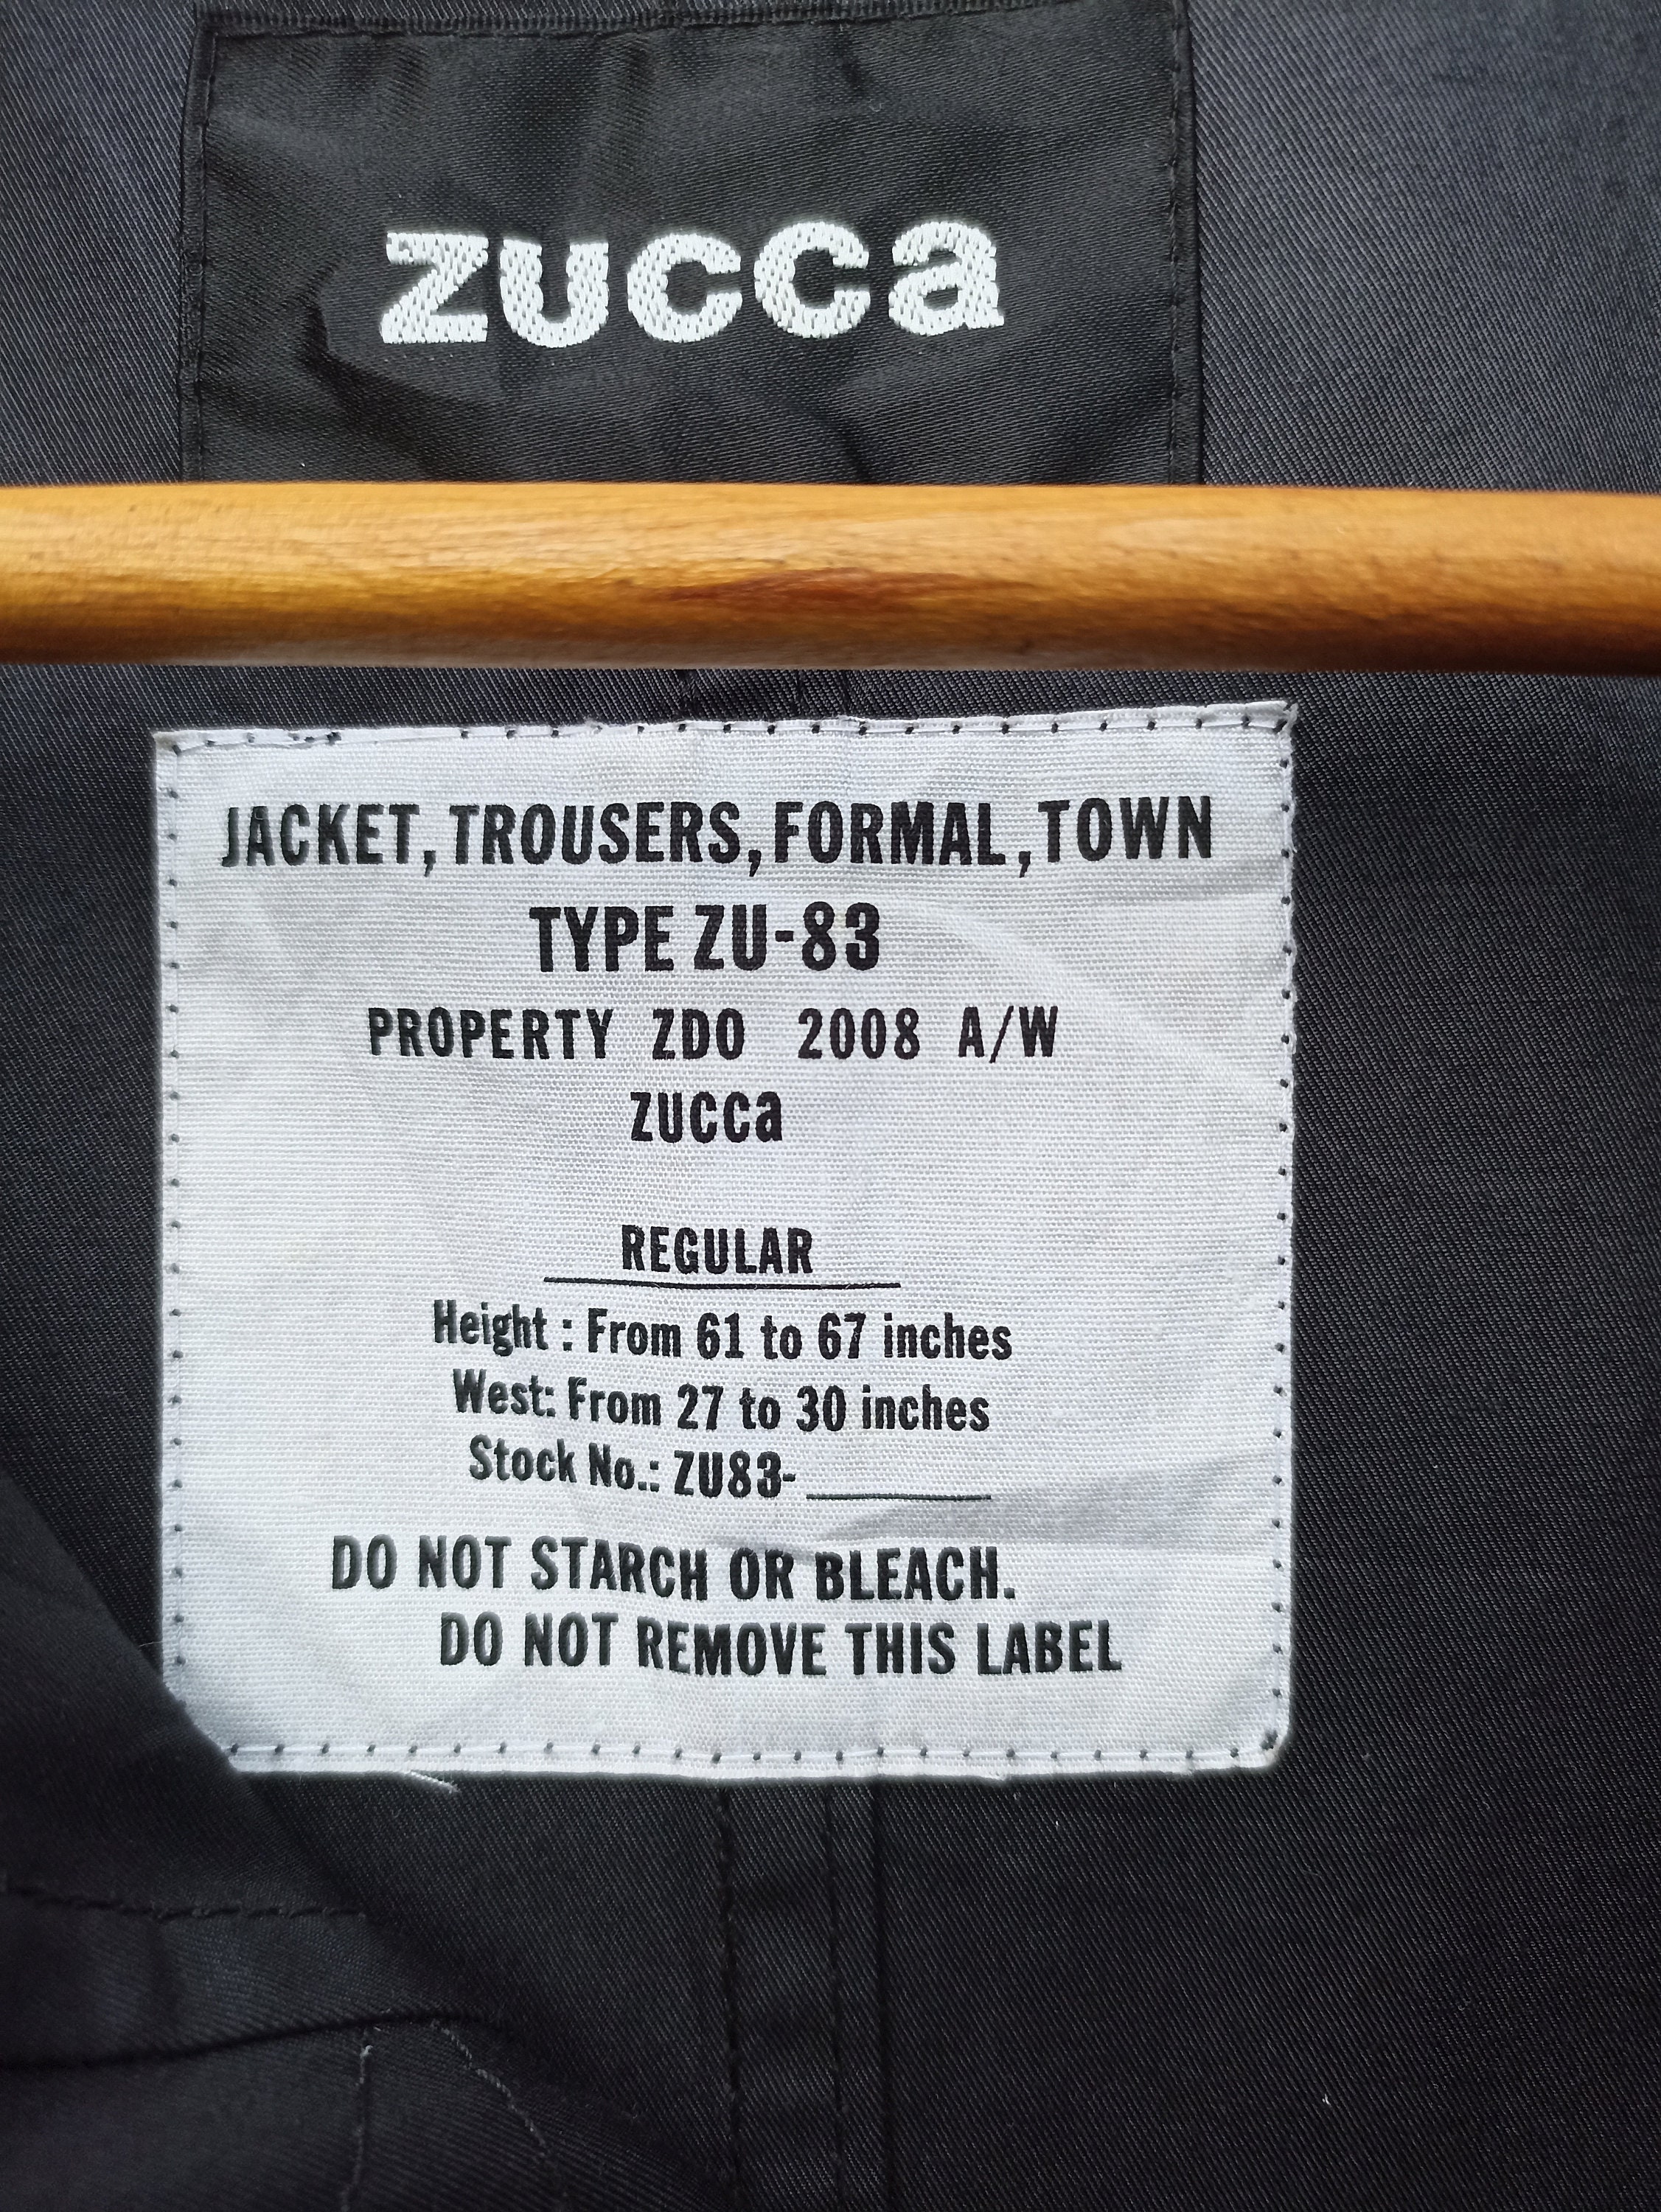 zucca
JACKET, TROUSERS, FORMAL, TOWN
TYPE ZU-83
PROPERTY ZDO 2008 A/W
zucca
REGULAR
Height : From 61 to 67 inches
West: From 27 to 30 inches
Stock No.: ZU83-______
DO NOT STARCH OR BLEACH.
DO NOT REMOVE THIS LABEL